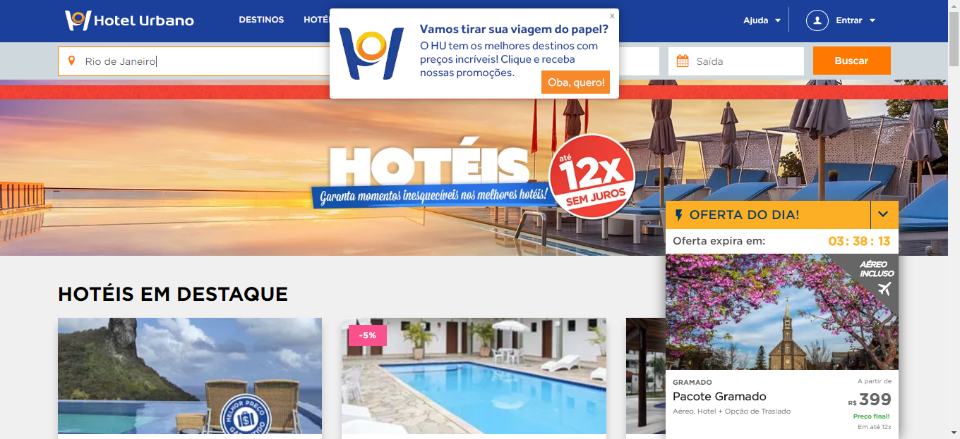 Hotel Urbano
DESTINOS
Ajuda
Entrar
x
Vamos tirar sua viagem do papel?
O HU tem os melhores destinos com
preços incríveis! Clique e receba
nossas promoções.
Oba, quero!
Rio de Janeiro
Saída
Buscar
HOTÉIS
Garanta momentos inesquecíveis nos melhores hotéis!
até
12x
SEM JUROS
OFERTA DO DIA!
Oferta expira em:
03 : 38 : 13
AÉREO
INCLUSO
HOTÉIS EM DESTAQUE
-5%
MELHOR PREÇO
GRAMADO
Pacote Gramado
Aéreo, Hotel + Opção de Traslado
A partir de
R$ 399
Preço final!
Em até 12x